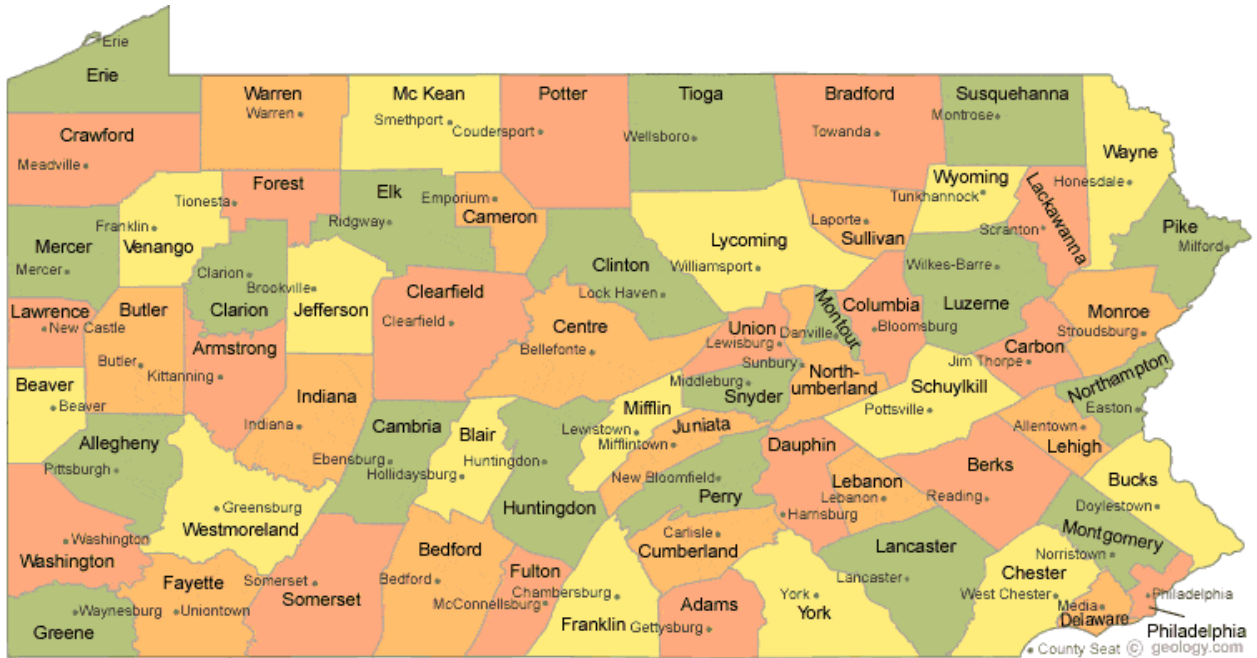 Erie
Erie
Warren
Warren
Mc Kean
Smethport
Potter
Coudersport
Tioga
Wellsboro
Bradford
Towanda
Susquehanna
Montrose
Wayne
Honesdale
Crawford
Meadville
Forest
Tionesta
Elk
Ridgway
Emporium
Cameron
Wyoming
Tunkhannock
Lackawanna
Scranton
Pike
Milford
Mercer
Mercer
Franklin
Venango
Clarion
Clarion
Brookville
Jefferson
Clearfield
Clearfield
Clinton
Lock Haven
Lycoming
Williamsport
Laporte
Sullivan
Wilkes-Barre
Luzerne
Lawrence
New Castle
Butler
Butler
Armstrong
Kittanning
Centre
Bellefonte
Union
Lewisburg
Danville
Montour
Columbia
Bloomsburg
Monroe
Stroudsburg
Carbon
Jim Thorpe
Beaver
Beaver
Indiana
Indiana
Sunbury
North-
umberland
Middleburg
Snyder
Schuylkill
Pottsville
Northampton
Easton
Allegheny
Pittsburgh
Cambria
Ebensburg
Blair
Hollidaysburg
Huntingdon
Huntingdon
Mifflin
Lewistown
Mifflintown
Juniata
Dauphin
Harrisburg
Allentown
Lehigh
New Bloomfield
Perry
Lebanon
Lebanon
Berks
Reading
Bucks
Doylestown
Greensburg
Westmoreland
Washington
Washington
Bedford
Bedford
Carlisle
Cumberland
Lancaster
Lancaster
Montgomery
Norristown
Fayette
Uniontown
Somerset
Somerset
Fulton
McConnellsburg
Chambersburg
Franklin
Adams
Gettysburg
York
York
Chester
West Chester
Media
Delaware
Philadelphia
Philadelphia
Waynesburg
Greene
County Seat © geology.com